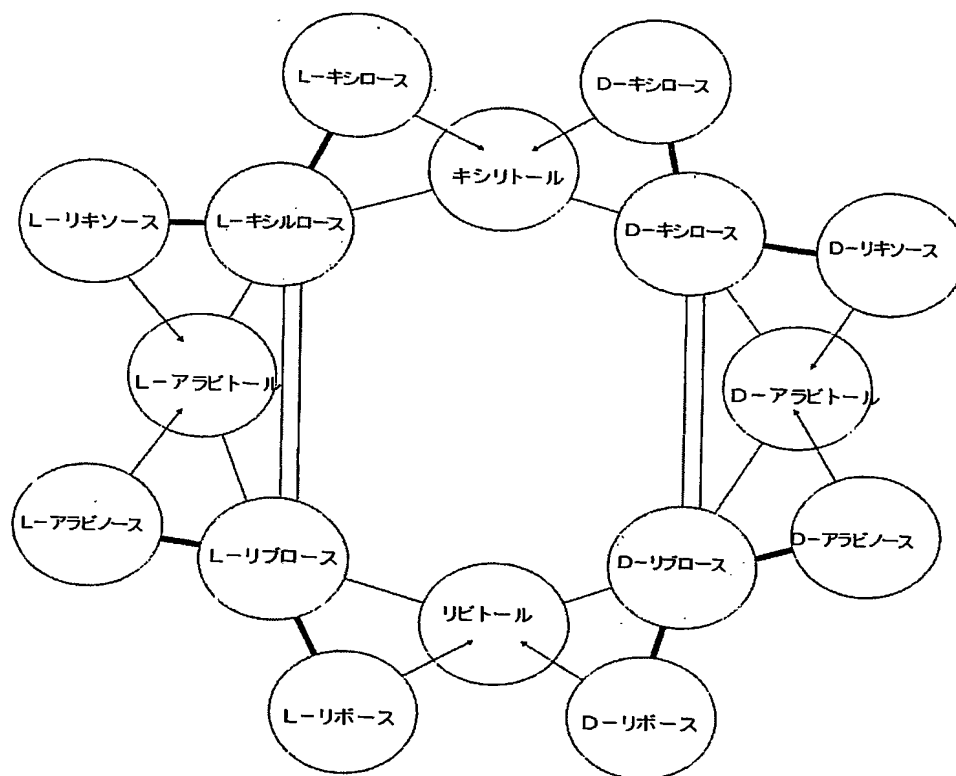 L－キシロース
D－キシロース
キシリトール
L－リキソース
L－キシルロース
D－キシロース
D－リキソース
L－アラビトール
D－アラビトール
L－アラビノース
L－リブロース
D－リブロース
D－アラビノース
リビトール
L－リボース
D－リボース